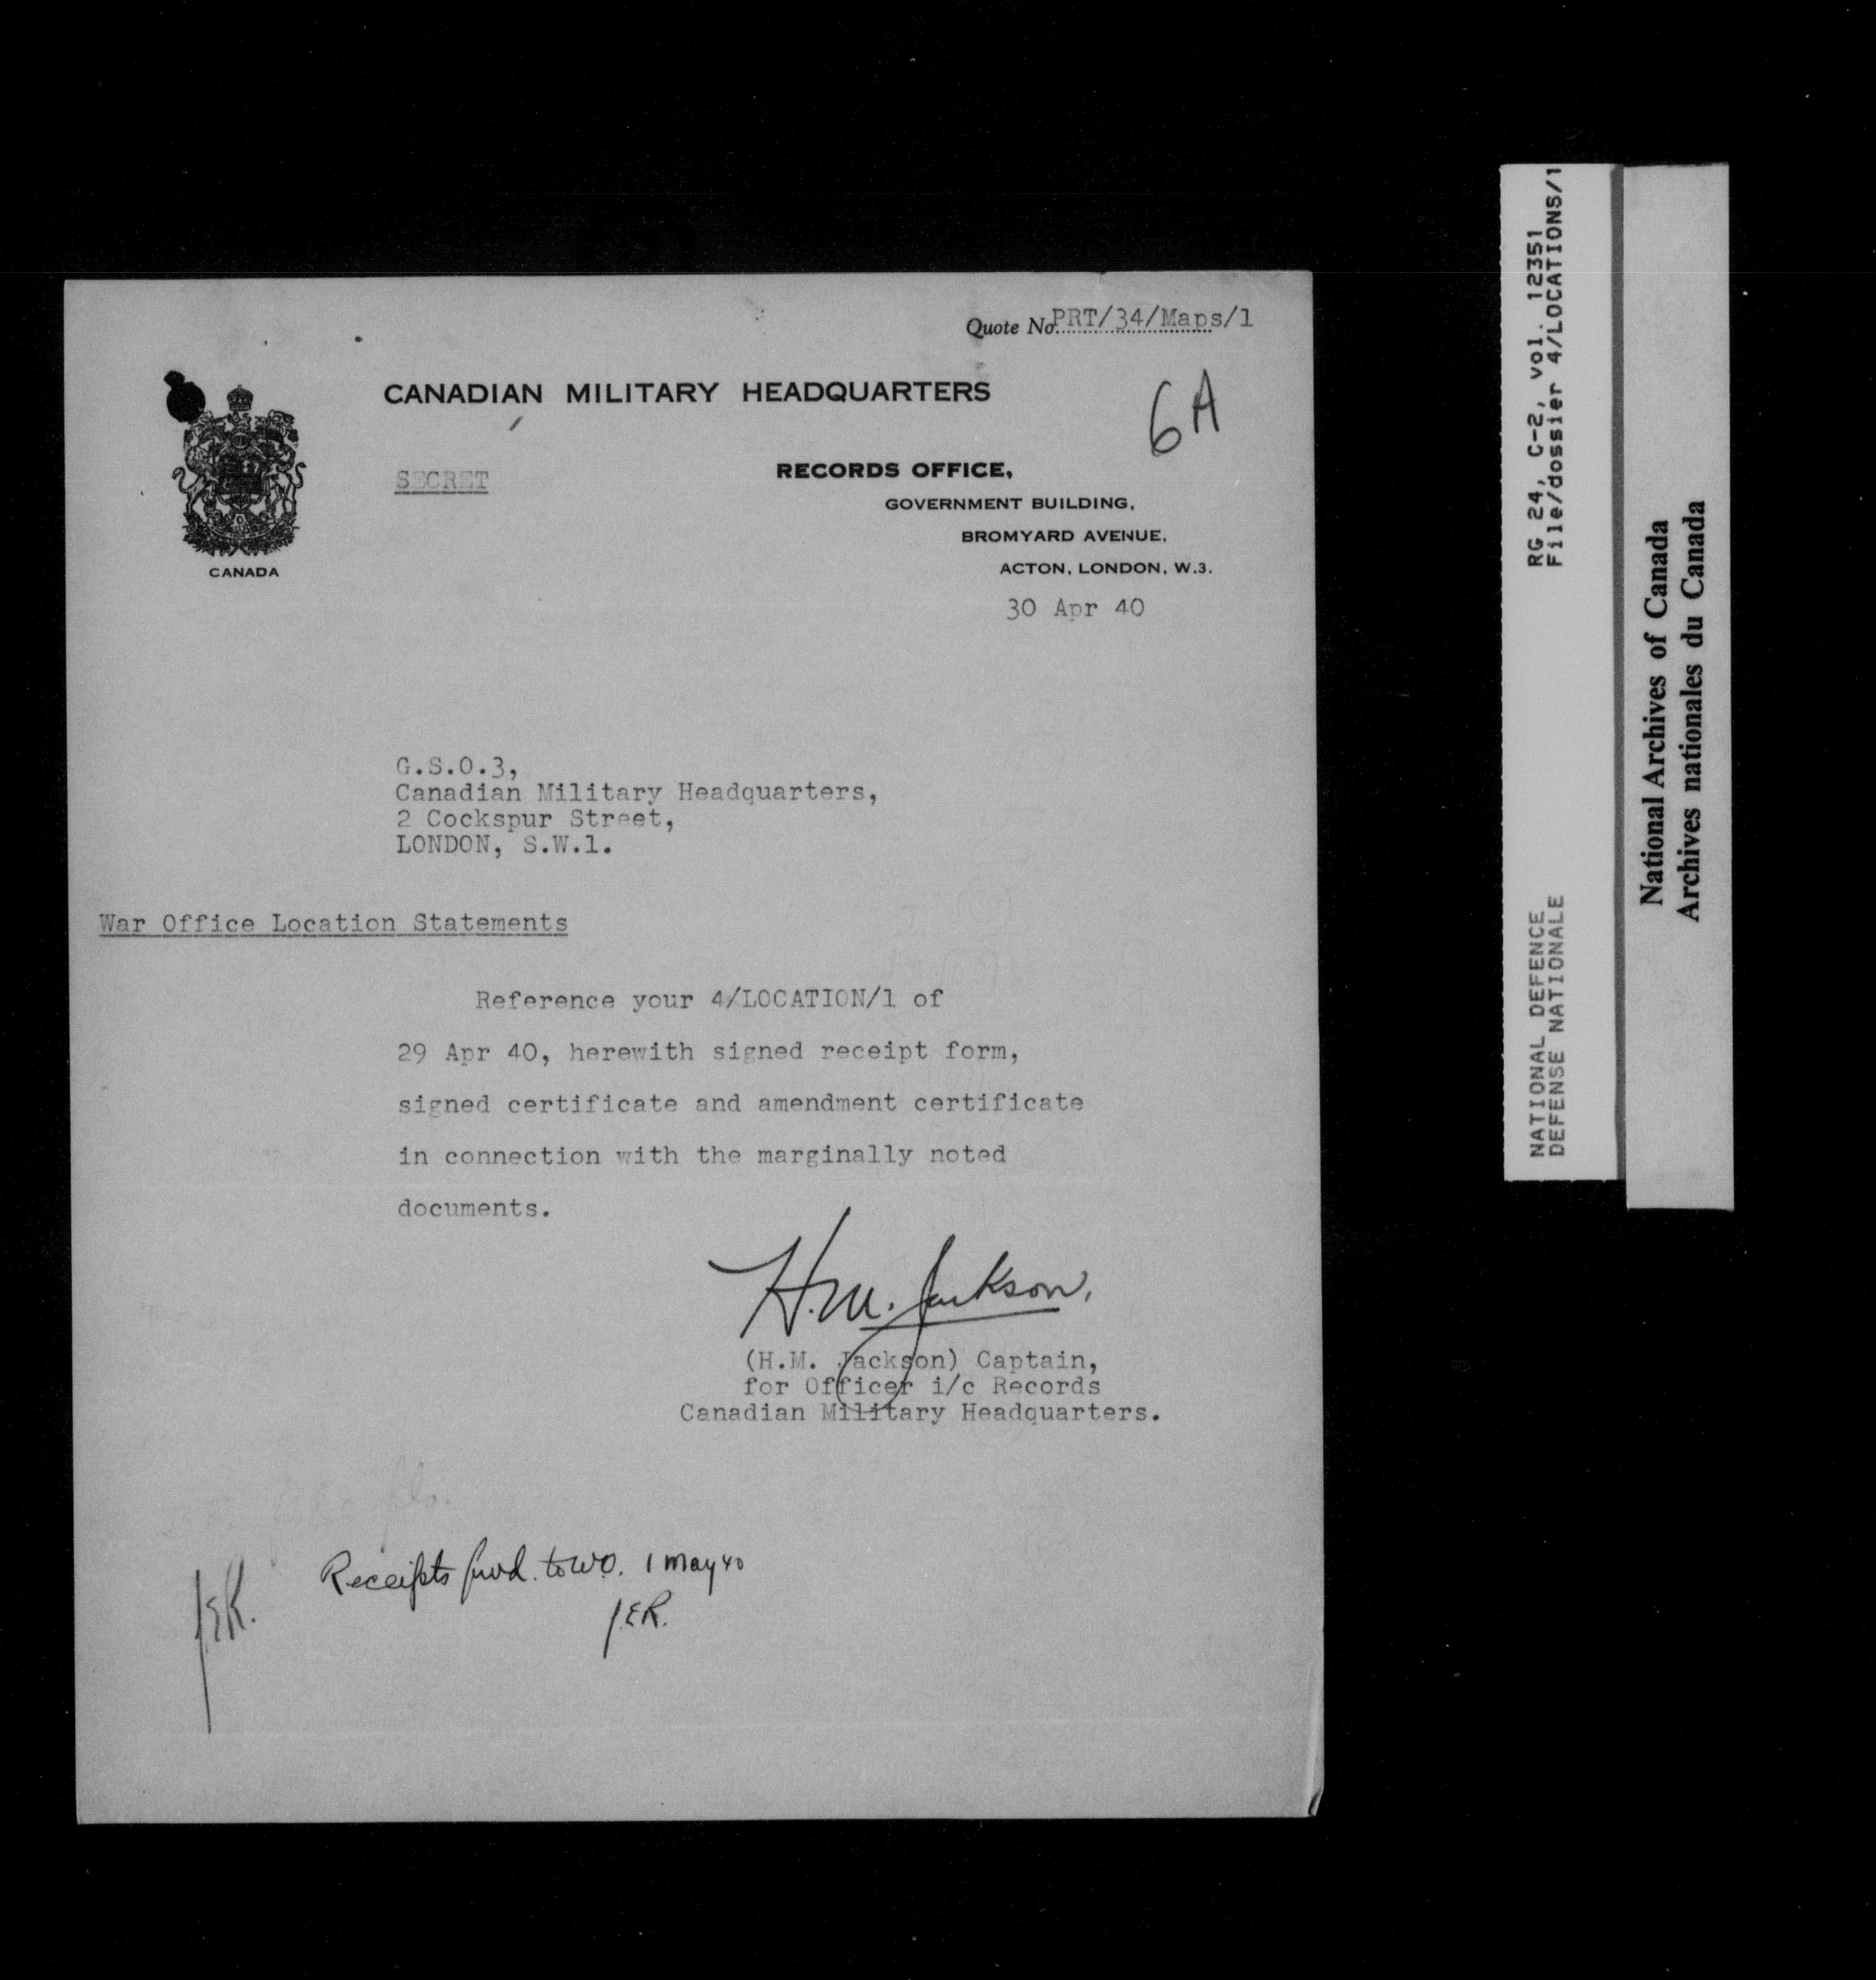 Quote No. PRT/34/Maps/1
CANADIAN MILITARY HEADQUARTERS
6A
SECRET
RECORDS OFFICE,
GOVERNMENT BUILDING,
BROMYARD AVENUE,
ACTON, LONDON, W.3.
CANADA
30 Apr 40
G.S.O.3,
Canadian Military Headquarters,
2 Cockspur Street,
LONDON, S.W.1.
War Office Location Statements
Reference your 4/LOCATION/1 of
29 Apr 40, herewith signed receipt form,
signed certificate and amendment certificate
in connection with the marginally noted
documents.
H.M. Jackson,
(H.M. Jackson) Captain,
for Officer i/c Records
Canadian Military Headquarters.
Receipts fwd. to W.O. 1 May 40
J.E.R.
J.E.R.
RG 24, C-2, vol. 12351
File/dossier 4/LOCATIONS/1
NATIONAL DEFENCE
DEFENSE NATIONALE
National Archives of Canada
Archives nationales du Canada